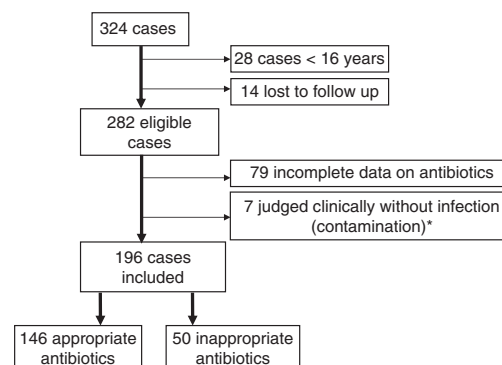 324 cases
28 cases < 16 years
14 lost to follow up
282 eligible
cases
79 incomplete data on antibiotics
7 judged clinically without infection
(contamination)*
196 cases
included
146 appropriate
antibiotics
50 inappropriate
antibiotics